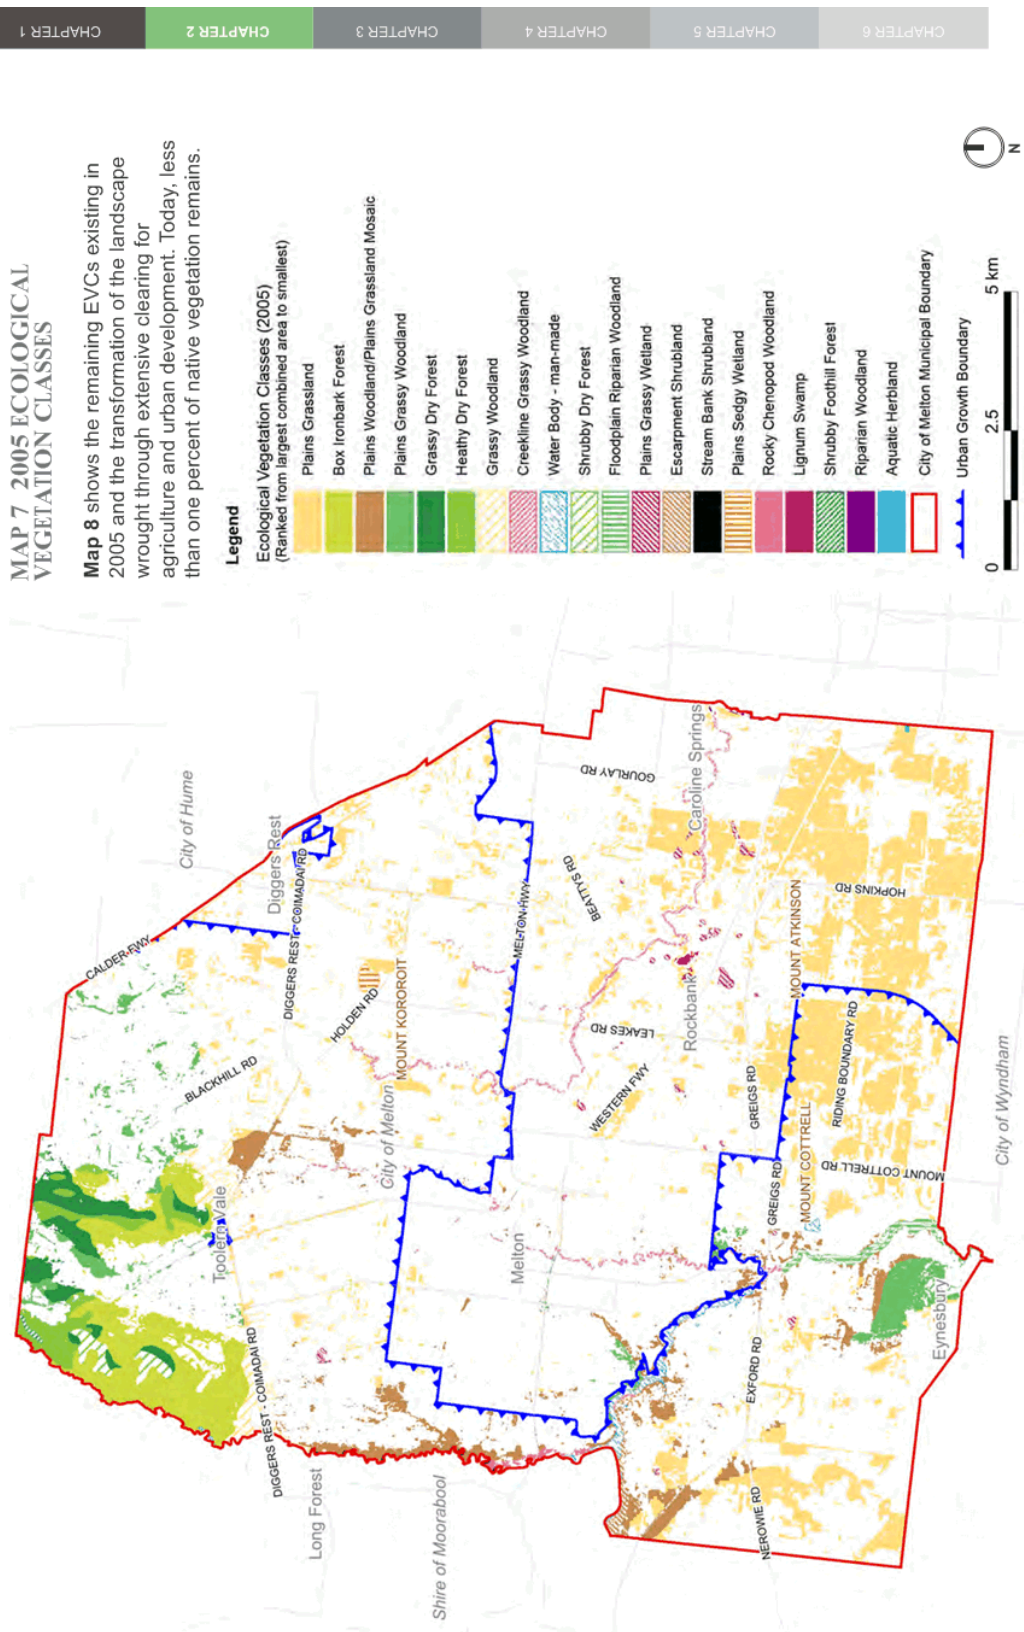 CHAPTER 1
CHAPTER 2
CHAPTER 3
CHAPTER 4
CHAPTER 5
CHAPTER 6
MAP 7 2005 ECOLOGICAL
VEGETATION CLASSES
Map 8 shows the remaining EVCs existing in
2005 and the transformation of the landscape
wrought through extensive clearing for
agriculture and urban development. Today, less
than one percent of native vegetation remains.
Legend
Ecological Vegetation Classes (2005)
(Ranked from largest combined area to smallest)
Plains Grassland
Box Ironbark Forest
Plains Woodland/Plains Grassland Mosaic
Plains Grassy Woodland
Grassy Dry Forest
Heathy Dry Forest
Grassy Woodland
Creekline Grassy Woodland
Water Body - man-made
Shrubby Dry Forest
Floodplain Riparian Woodland
Plains Grassy Wetland
Escarpment Shrubland
Stream Bank Shrubland
Plains Sedgy Wetland
Rocky Chenopod Woodland
Lignum Swamp
Shrubby Foothill Forest
Riparian Woodland
Aquatic Herbland
City of Melton Municipal Boundary
Urban Growth Boundary
0
2.5
5 km
N
City of Hume
Diggers Rest
CALDER FWY
DIGGERS REST - COIMADAI RD
HOLDEN RD
MOUNT KOROROIT
BLACKHILL RD
City of Melton
Toolern Vale
DIGGERS REST - COIMADAI RD
Long Forest
Shire of Moorabool
MELTON HWY
BEATTYS RD
GOURLAY RD
Caroline Springs
LEAKES RD
Rockbank
WESTERN FWY
Melton
GREIGS RD
GREIGS RD
MOUNT ATKINSON
HOPKINS RD
RIDING BOUNDARY RD
MOUNT COTTRELL
MOUNT COTTRELL RD
EXFORD RD
NEROWIE RD
Eynesbury
City of Wyndham